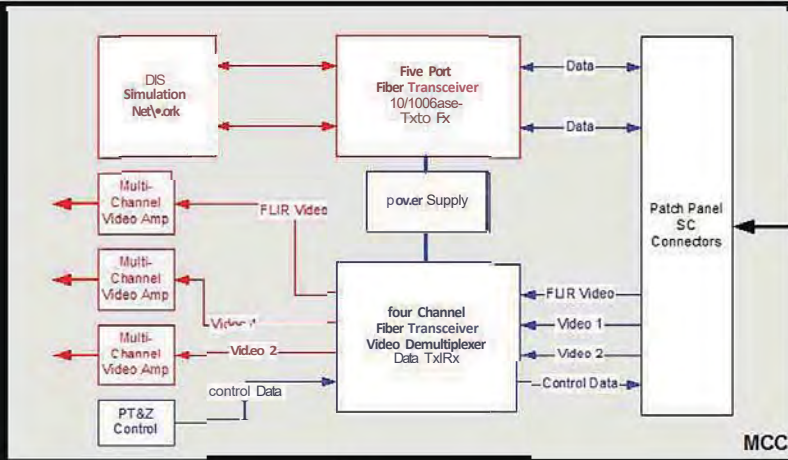 DIS
Simulation
Net\•.ork
Five Port
Fiber Transceiver
10/1006ase-
Txto Fx
Data
Data
Multi-
Channel
Video Amp
FLIR Video
pov.er Supply
Patch Panel
SC
Connectors
Multi-
Channel
Video Amp
four Channel
Fiber Transceiver
Video Demultiplexer
Data TxIRx
FLIR Video
Video 1
Video 2
Control Data
Video 1
Multi-
Channel
Video Amp
Video 2
control Data
PT&Z
Control
MCC